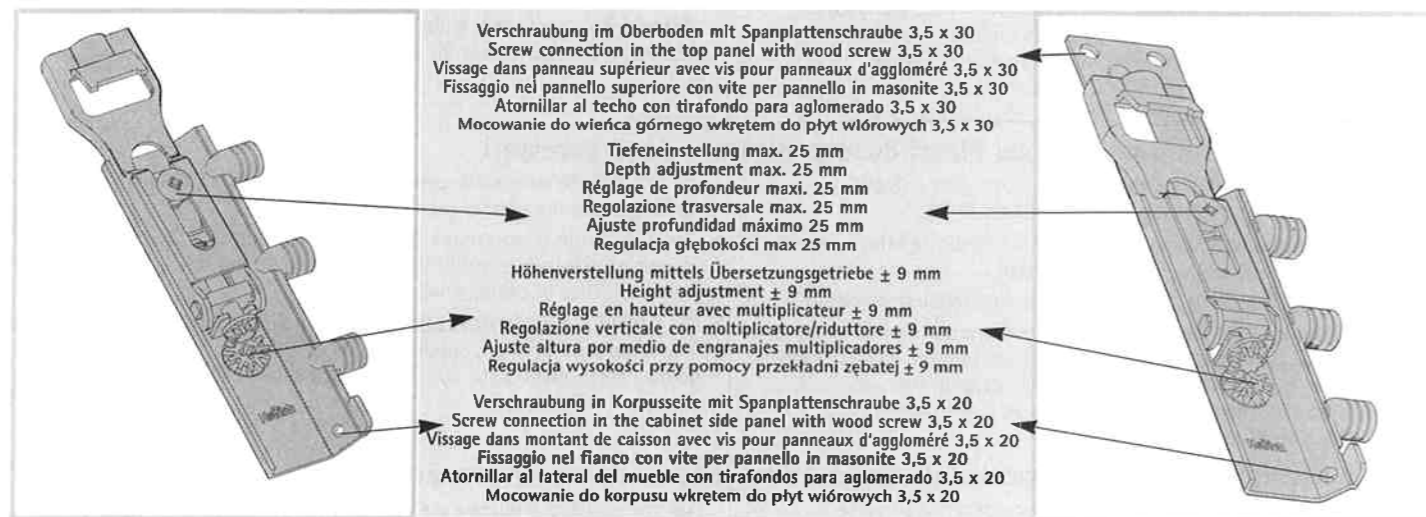 Verschraubung im Oberboden mit Spanplattenschraube 3,5 x 30
Screw connection in the top panel with wood screw 3,5 x 30
Vissage dans panneau supérieur avec vis pour panneaux d'aggloméré 3,5 x 30
Fissaggio nel pannello superiore con vite per pannello in masonite 3,5 x 30
Atornillar al techo con tirafondo para aglomerado 3,5 x 30
Mocowanie do wieńca górnego wkrętem do płyt wiórowych 3,5 x 30
Tiefeneinstellung max. 25 mm
Depth adjustment max. 25 mm
Réglage de profondeur maxi. 25 mm
Regolazione trasversale max. 25 mm
Ajuste profundidad máximo 25 mm
Regulacja głębokości max 25 mm
Höhenverstellung mittels Übersetzungsgetriebe ± 9 mm
Height adjustment ± 9 mm
Réglage en hauteur avec multiplicateur ± 9 mm
Regolazione verticale con moltiplicatore/riduttore ± 9 mm
Ajuste altura por medio de engranajes multiplicadores ± 9 mm
Regulacja wysokości przy pomocy przekładni zębatej ± 9 mm
Verschraubung in Korpusseite mit Spanplattenschraube 3,5 x 20
Screw connection in the cabinet side panel with wood screw 3,5 x 20
Vissage dans montant de caisson avec vis pour panneaux d'aggloméré 3,5 x 20
Fissaggio nel fianco con vite per pannello in masonite 3,5 x 20
Atornillar al lateral del mueble con tirafondos para aglomerado 3,5 x 20
Mocowanie do korpusu wkrętem do płyt wiórowych 3,5 x 20